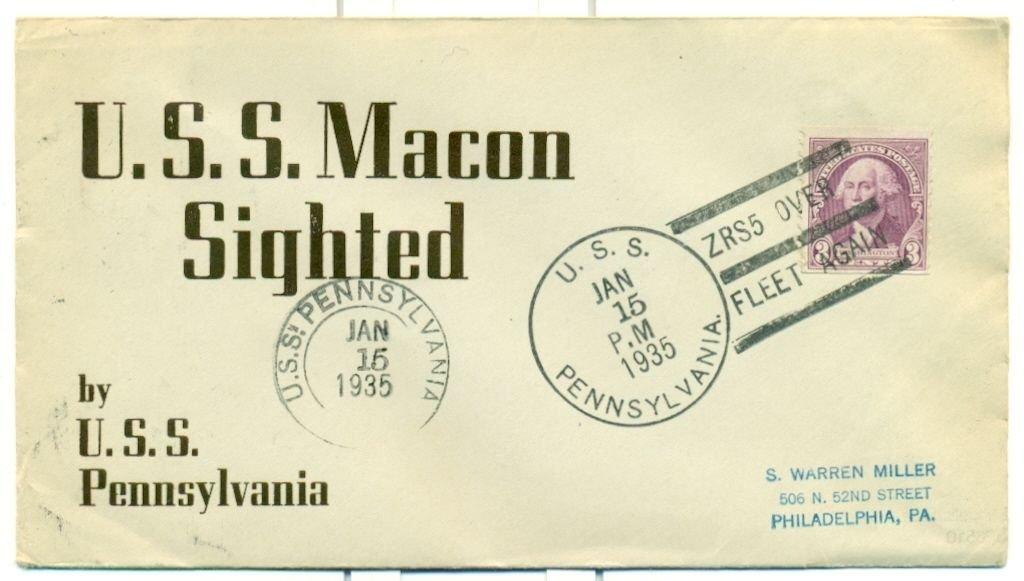 U.S.S. Macon
Sighted
by
U.S.S.
Pennsylvania
U.S.S. PENNSYLVANIA
JAN
15
1935
U. S. S.
JAN
15
P.M
1935
PENNSYLVANIA.
ZRS5 OVER
FLEET AGAIN
UNITED STATES POSTAGE
3 WASHINGTON 3
S. WARREN MILLER
506 N. 52ND STREET
PHILADELPHIA, PA.